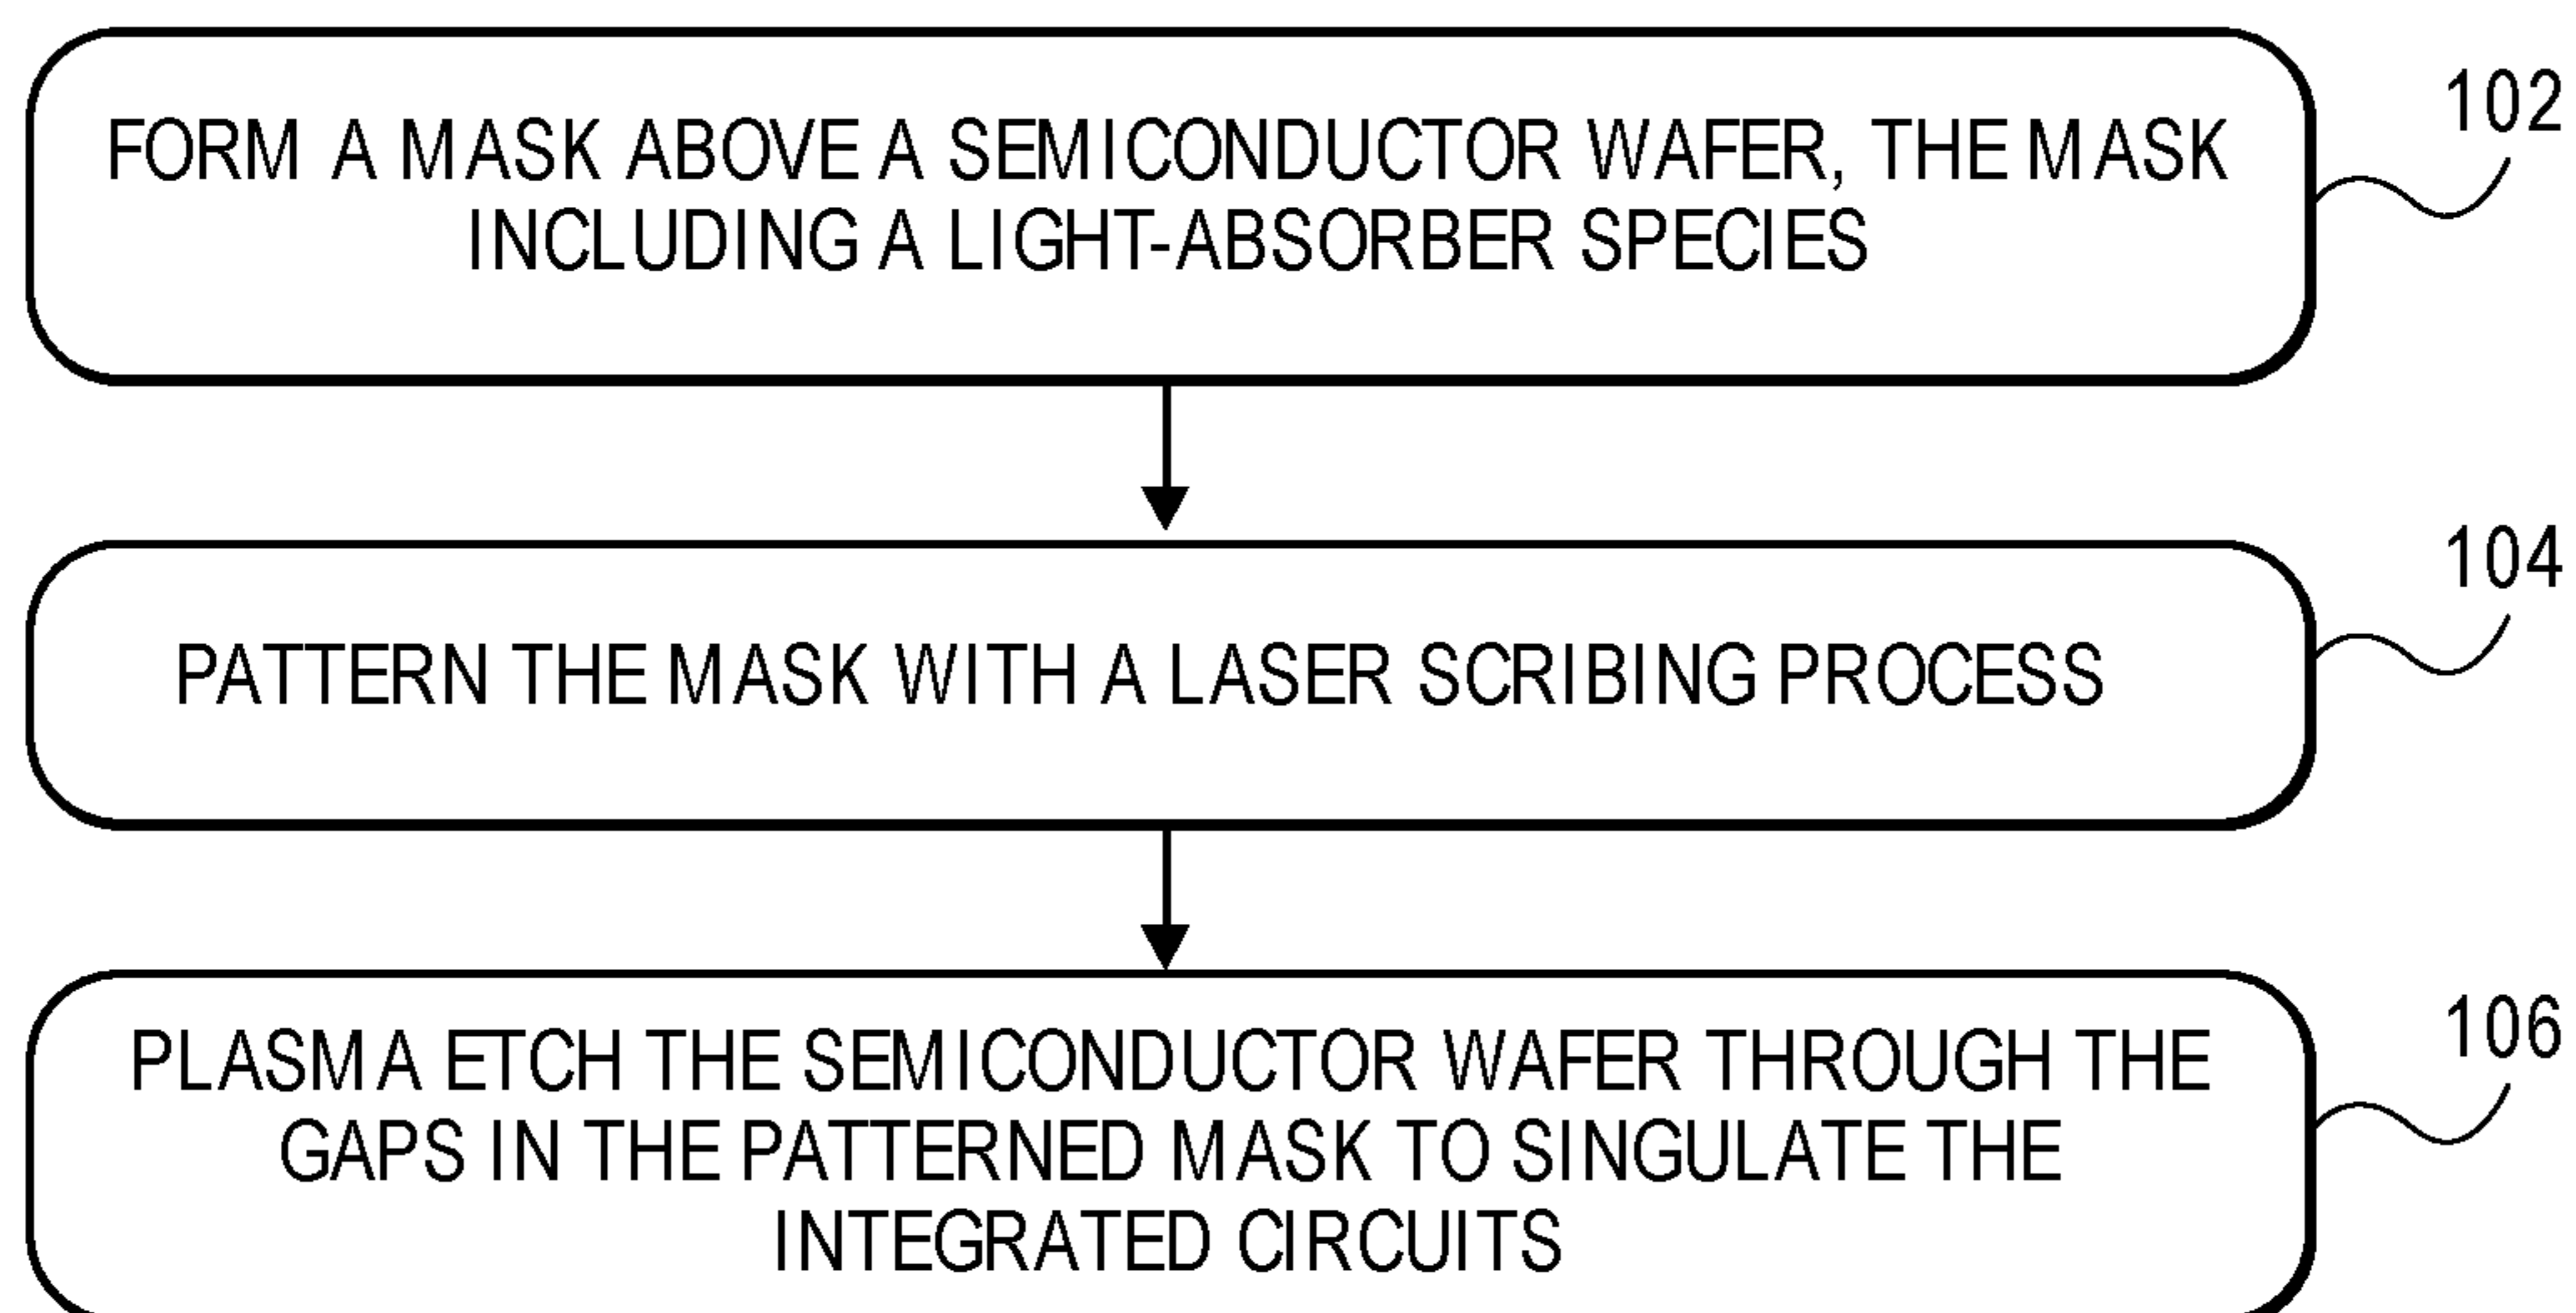 FORM A MASK ABOVE A SEMICONDUCTOR WAFER, THE MASK
INCLUDING A LIGHT-ABSORBER SPECIES
102
PATTERN THE MASK WITH A LASER SCRIBING PROCESS
104
PLASMA ETCH THE SEMICONDUCTOR WAFER THROUGH THE
GAPS IN THE PATTERNED MASK TO SINGULATE THE
INTEGRATED CIRCUITS
106